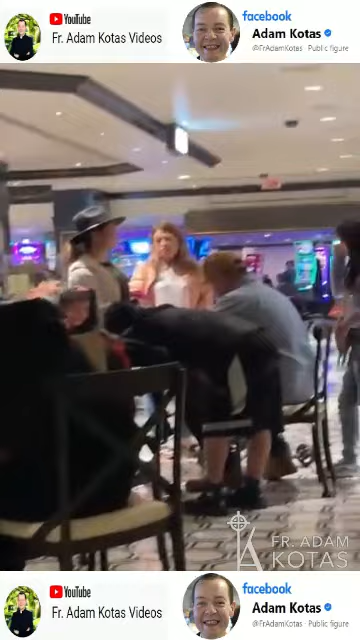 YouTube
Fr. Adam Kotas Videos
facebook
Adam Kotas
@FrAdamKotas · Public figure
FR. ADAM
KOTAS
YouTube
Fr. Adam Kotas Videos
facebook
Adam Kotas
@FrAdamKotas · Public figure